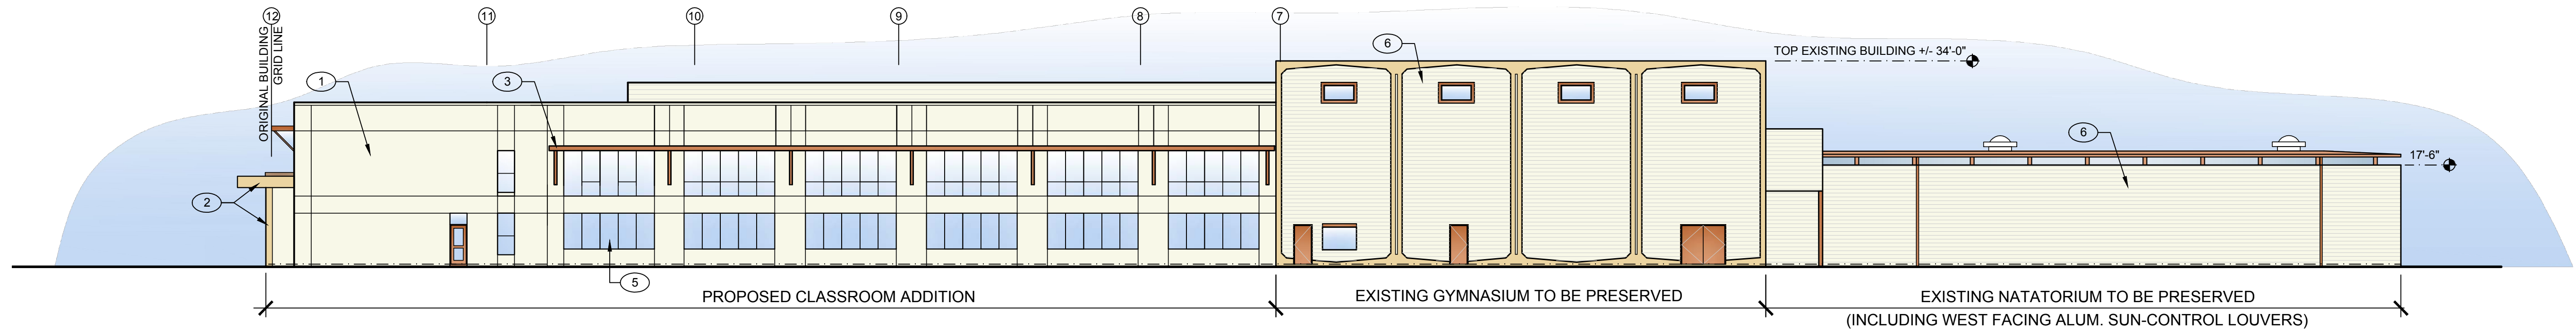 12
11
10
9
8
7
ORIGINAL BUILDING
GRID LINE
1
3
6
TOP EXISTING BUILDING +/- 34'-0"
6
17'-6"
2
5
PROPOSED CLASSROOM ADDITION
EXISTING GYMNASIUM TO BE PRESERVED
EXISTING NATATORIUM TO BE PRESERVED
(INCLUDING WEST FACING ALUM. SUN-CONTROL LOUVERS)